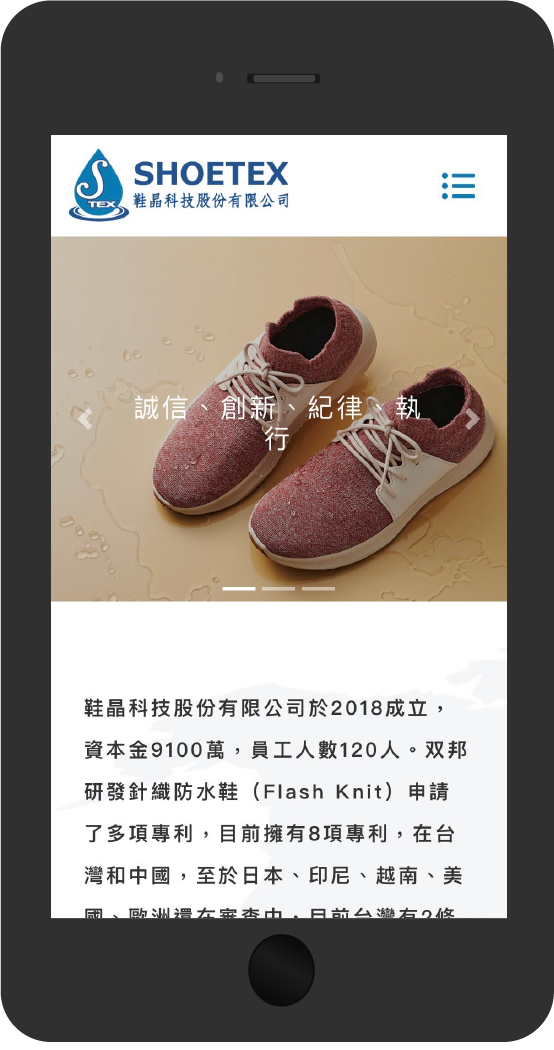 S
TEX
SHOETEX
鞋晶科技股份有限公司
誠信、創新、紀律、執
行
鞋晶科技股份有限公司於2018成立，
資本金9100萬，員工人數120人。双邦
研發針織防水鞋（Flash Knit）申請
了多項專利，目前擁有8項專利，在台
灣和中國，至於日本、印尼、越南、美
國、歐洲還在審查中，目前台灣有2條